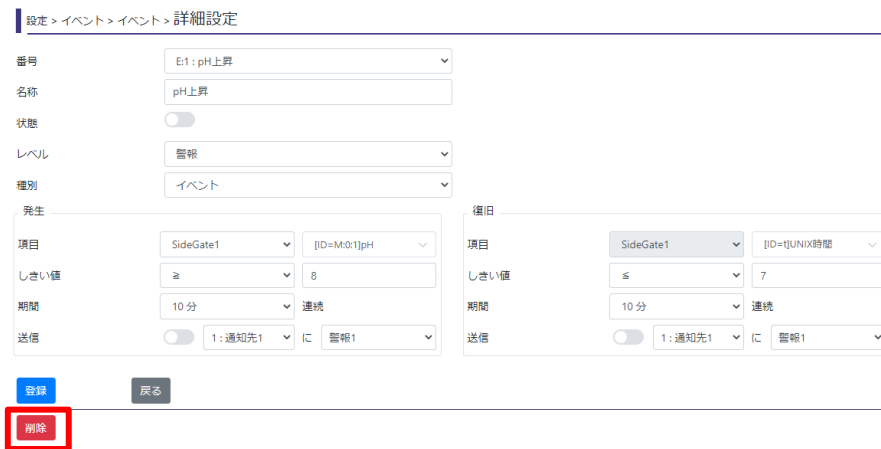 設定 > イベント > イベント > 詳細設定
番号 E:1 : pH上昇
名称 pH上昇
状態
レベル 警報
種別 イベント
発生
項目 SideGate1 [ID=M:0:1]pH
しきい値 ≧ 8
期間 10 分 連続
送信 1 : 通知先1 に 警報1
復旧
項目 SideGate1 [ID=t]UNIX時間
しきい値 ≦ 7
期間 10 分 連続
送信 1 : 通知先1 に 警報1
登録 戻る
削除